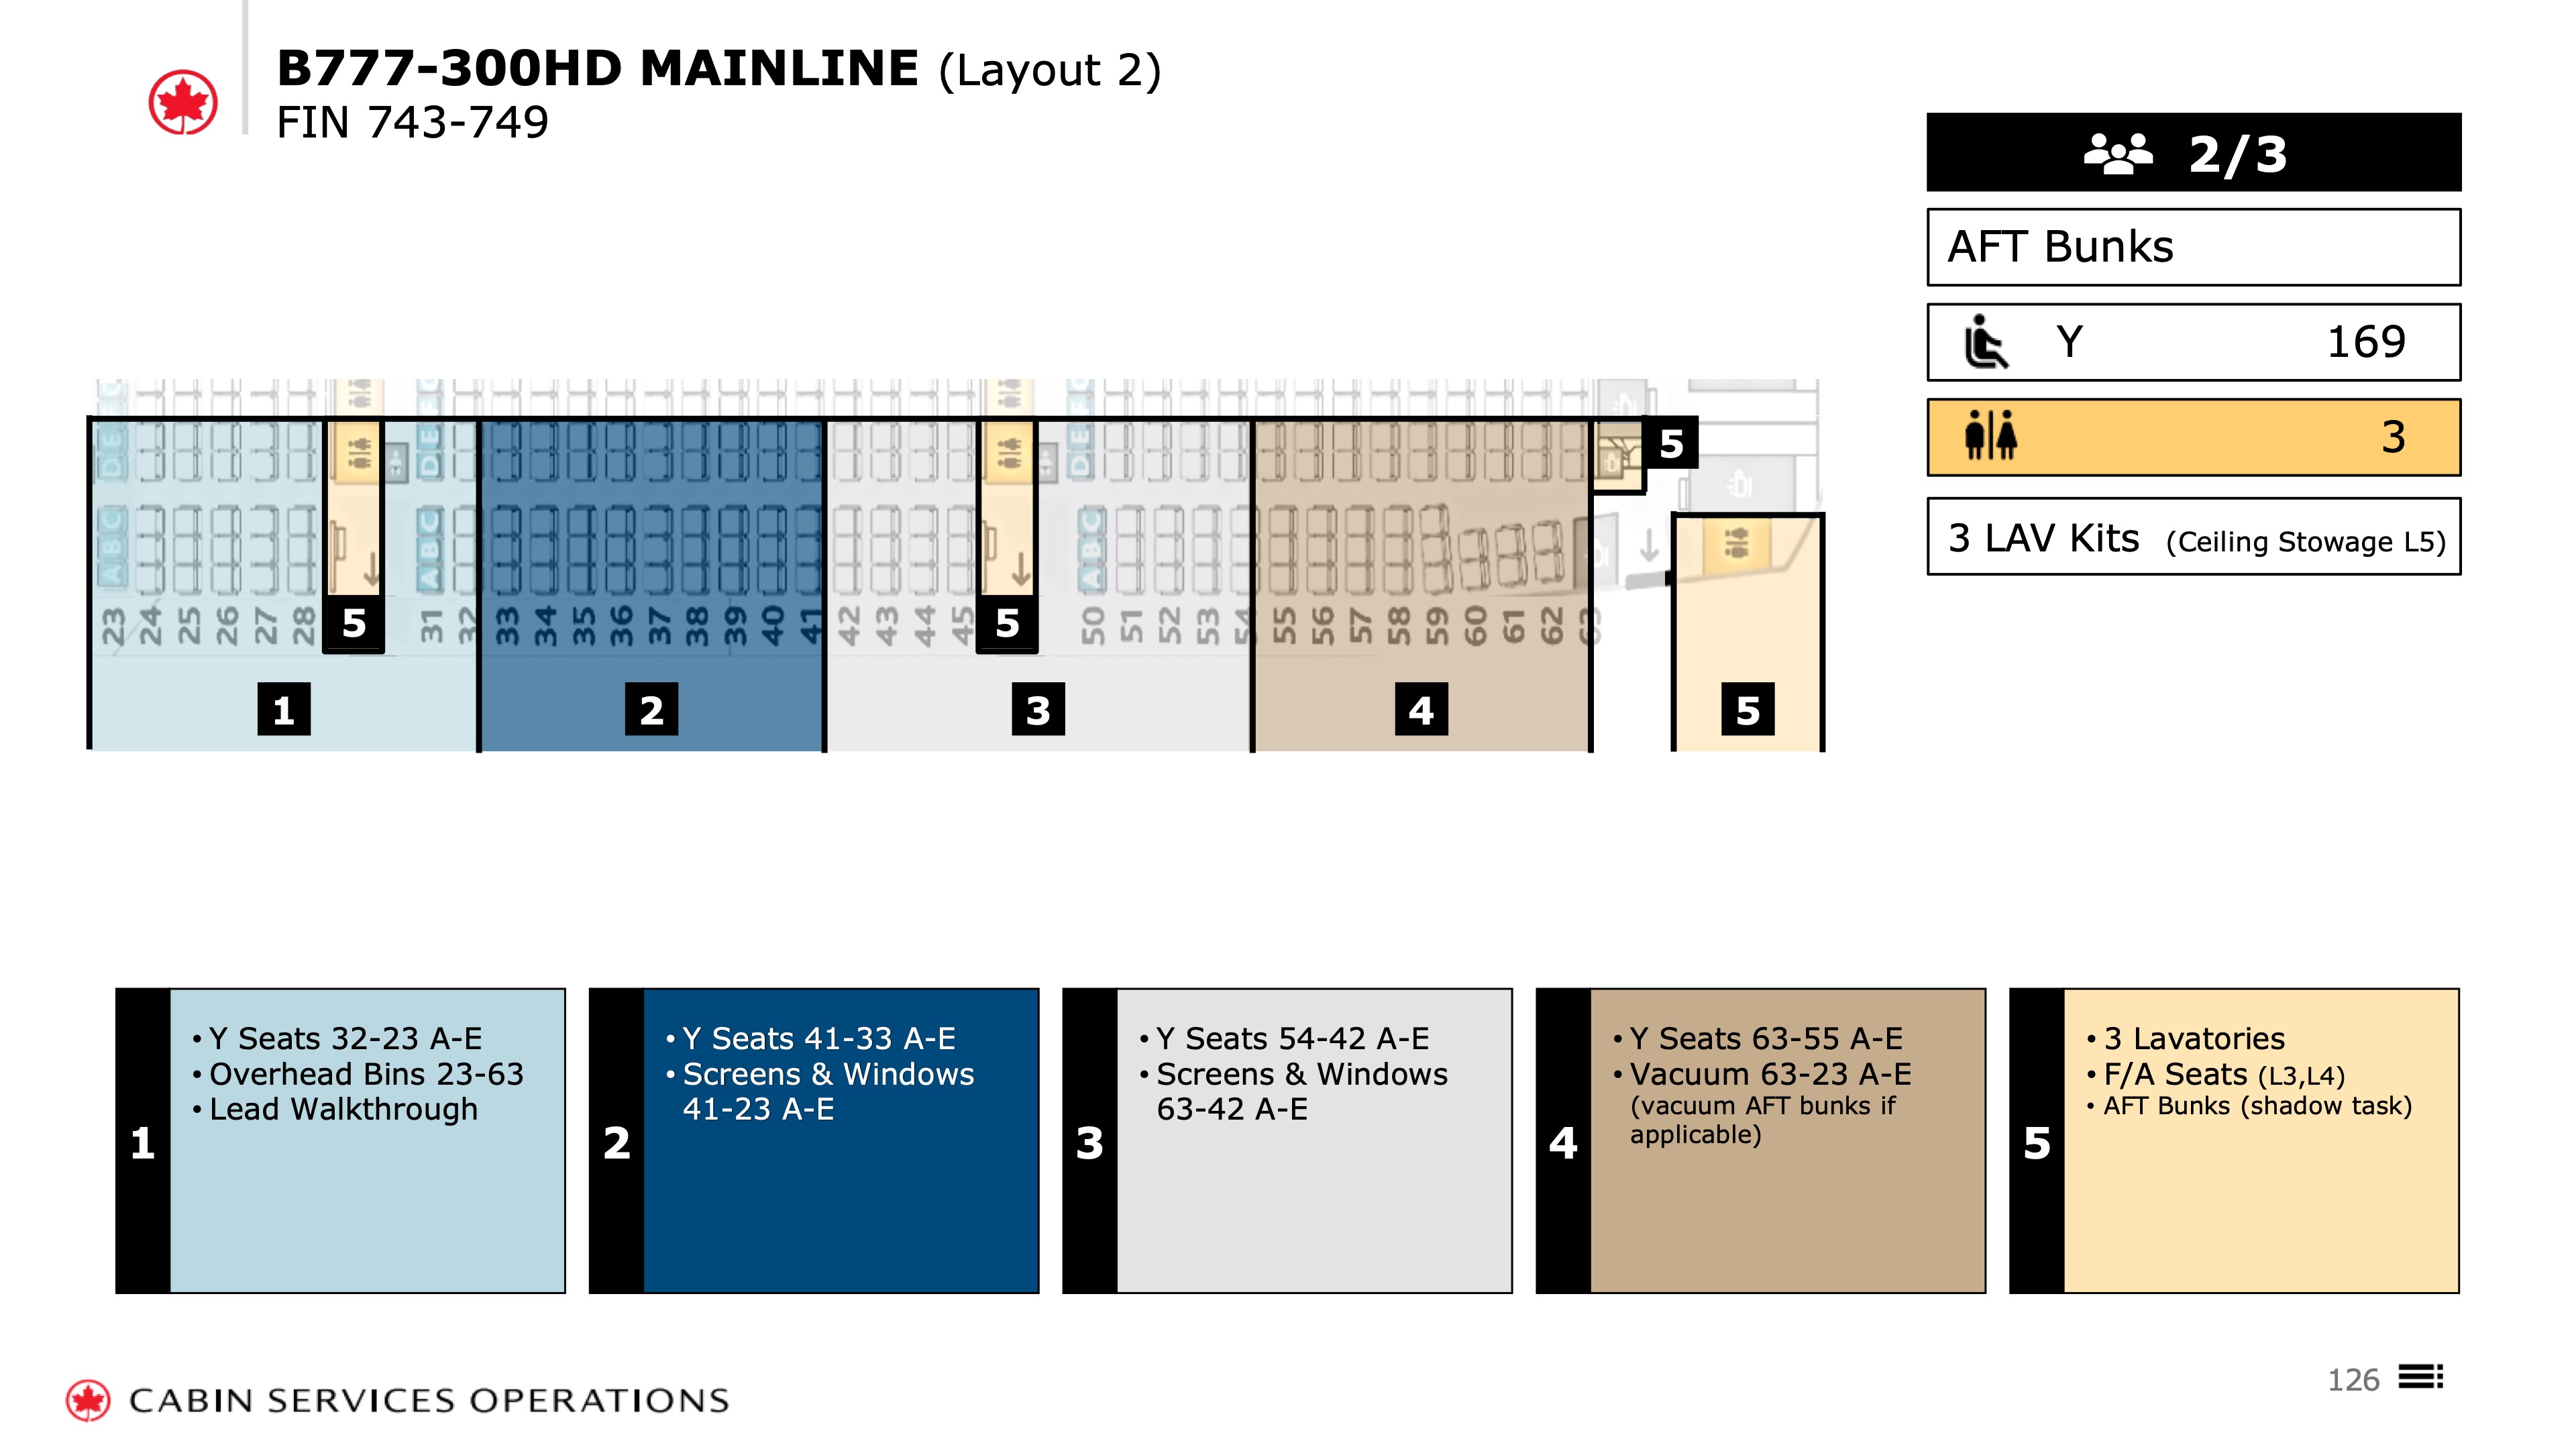 B777-300HD MAINLINE (Layout 2)
FIN 743-749
2/3
AFT Bunks
Y 169
3
3 LAV Kits (Ceiling Stowage L5)
DE
DE
DE
5
ABC
ABC
ABC
23 24 25 26 27 28 31 32 33 34 35 36 37 38 39 40 41 42 43 44 45 50 51 52 53 54 55 56 57 58 59 60 61 62 63
5
5
1
2
3
4
5
1
• Y Seats 32-23 A-E
• Overhead Bins 23-63
• Lead Walkthrough
2
• Y Seats 41-33 A-E
• Screens & Windows
41-23 A-E
3
• Y Seats 54-42 A-E
• Screens & Windows
63-42 A-E
4
• Y Seats 63-55 A-E
• Vacuum 63-23 A-E
(vacuum AFT bunks if
applicable)
5
• 3 Lavatories
• F/A Seats (L3,L4)
• AFT Bunks (shadow task)
CABIN SERVICES OPERATIONS
126